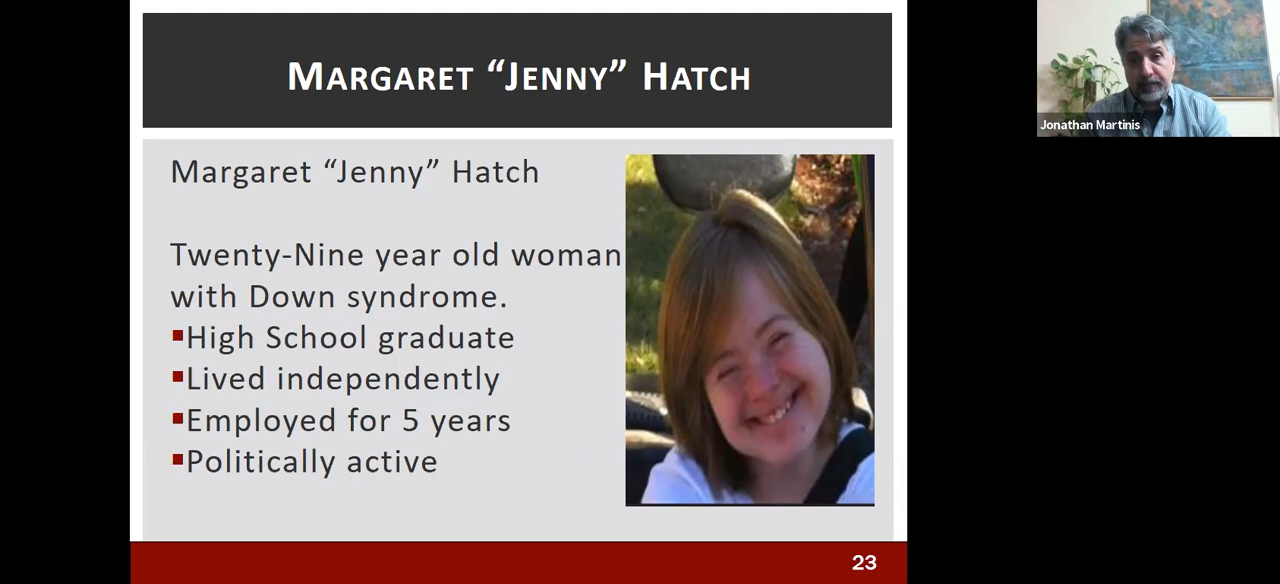 MARGARET “JENNY” HATCH
Jonathan Martinis
Margaret “Jenny” Hatch
Twenty-Nine year old woman
with Down syndrome.
▪High School graduate
▪Lived independently
▪Employed for 5 years
▪Politically active
23